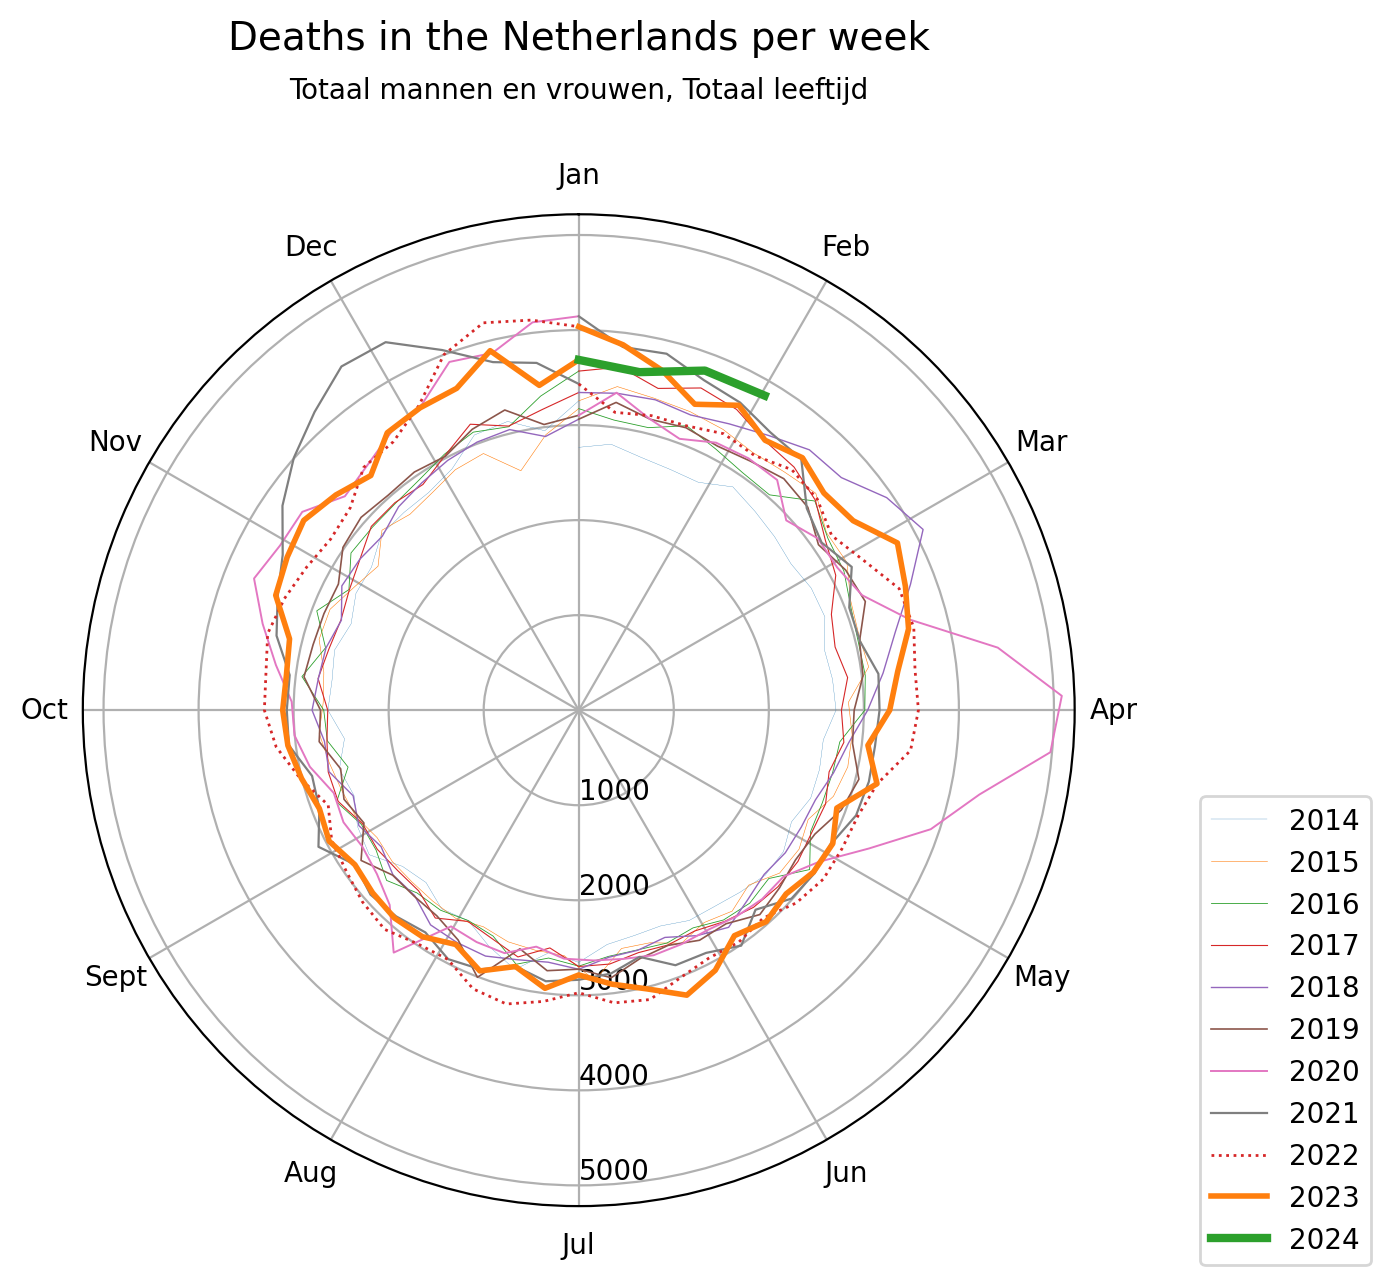 Deaths in the Netherlands per week
Totaal mannen en vrouwen, Totaal leeftijd
Jan
Dec
Feb
Nov
Mar
Oct
Apr
1000
2000
3000
Sept
May
4000
5000
Aug
Jun
Jul
2014
2015
2016
2017
2018
2019
2020
2021
2022
2023
2024